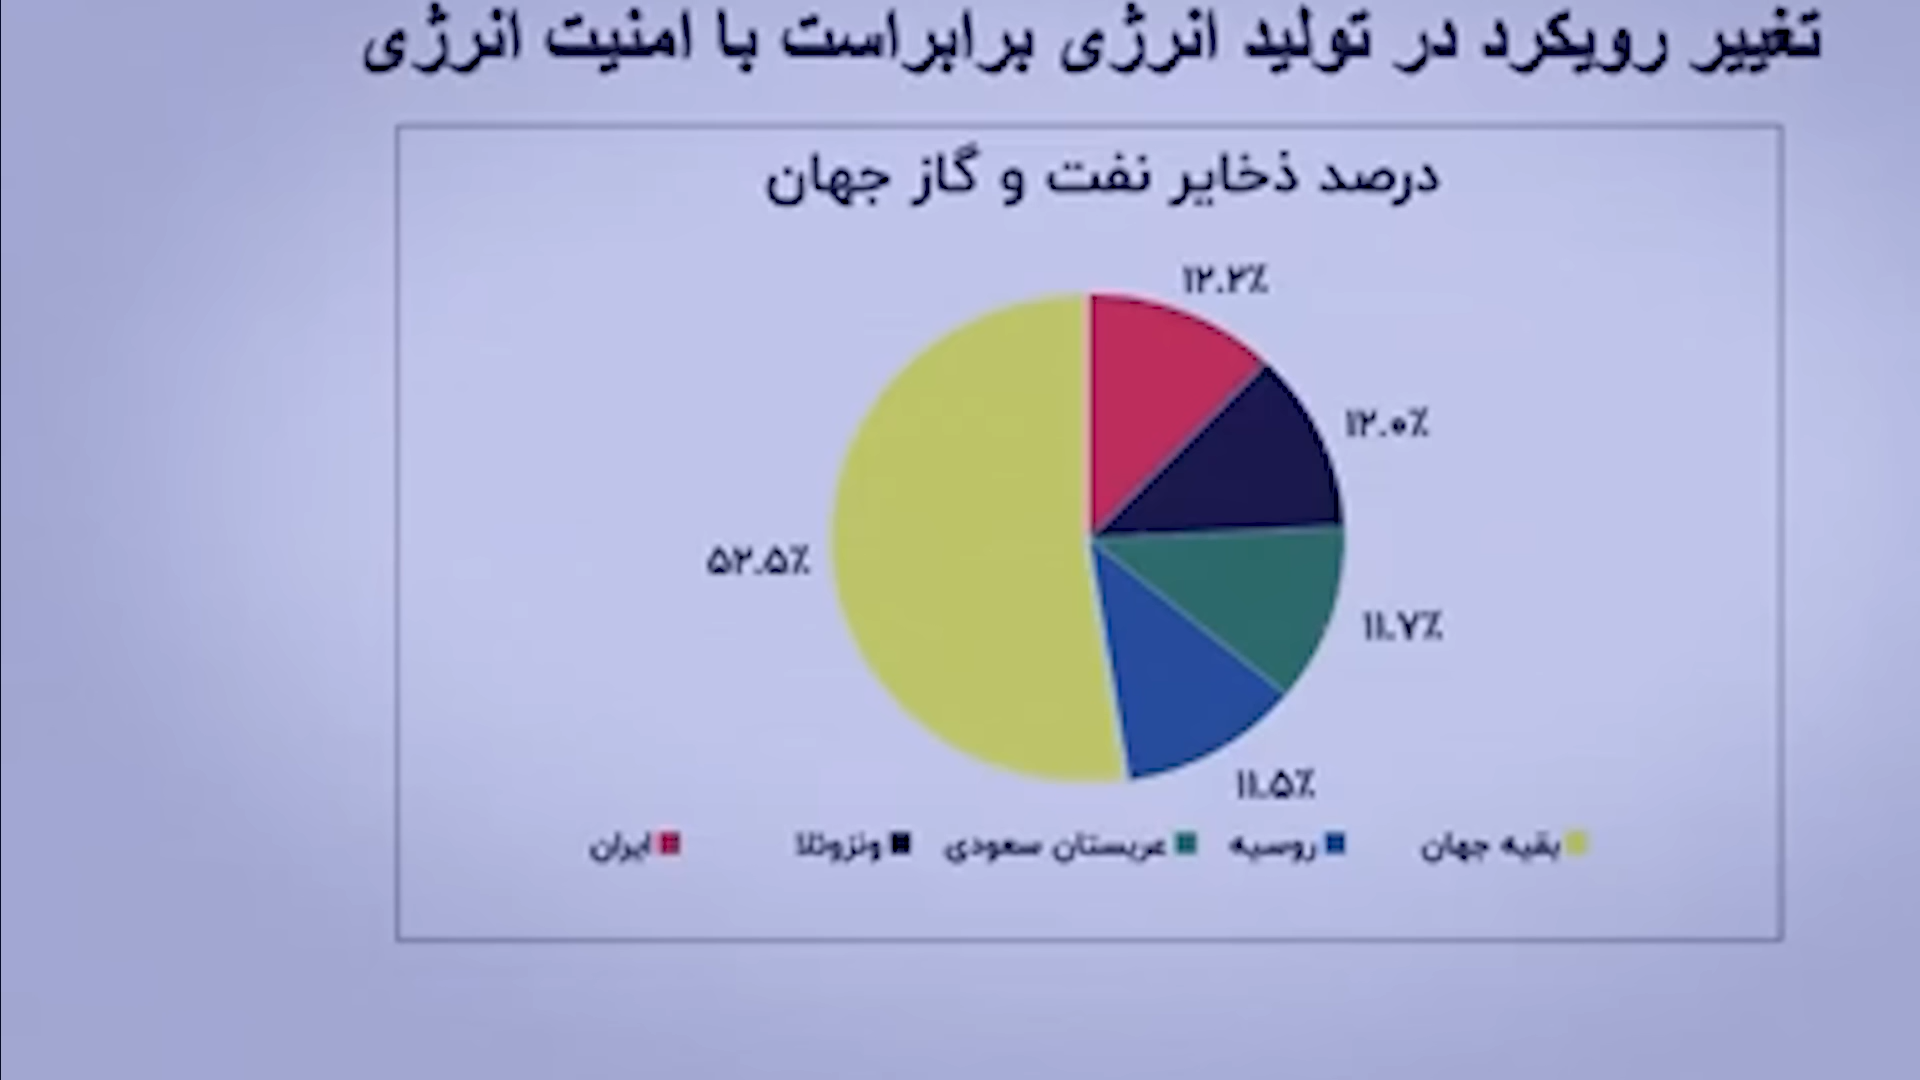 تغییر رویکرد در تولید انرژی برابراست با امنیت انرژی
درصد ذخایر نفت و گاز جهان
۱۲.۲٪
۱۲.۰٪
۵۲.۵٪
۱۱.۷٪
۱۱.۵٪
بقیه جهان روسیه عربستان سعودی ونزوئلا ایران